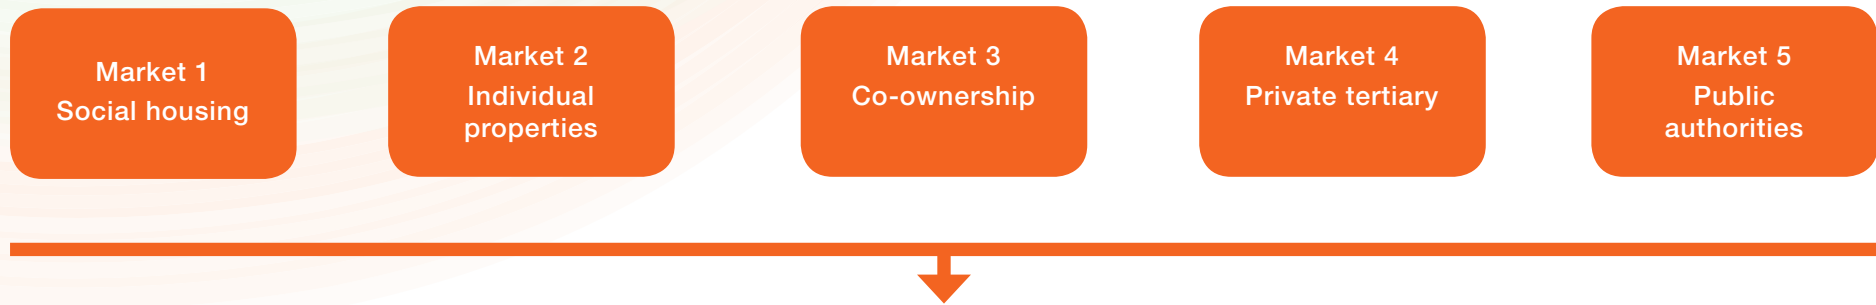 Market 1
Social housing
Market 2
Individual
properties
Market 3
Co-ownership
Market 4
Private tertiary
Market 5
Public
authorities